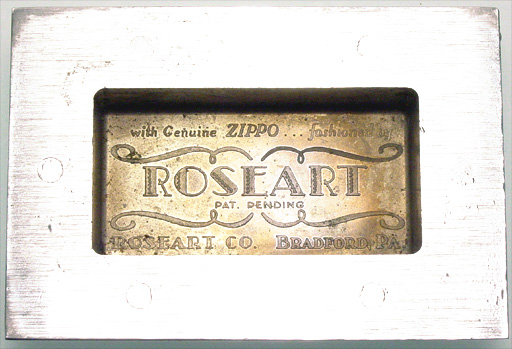 with Genuine ZIPPO... fashioned by
ROSEART
PAT. PENDING
ROSEART CO. BRADFORD, PA.